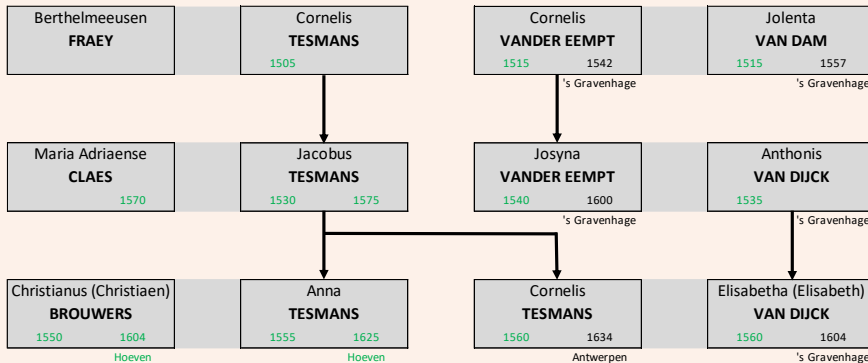 Berthelmeeusen
FRAEY
Cornelis
TESMANS
1505
Cornelis
VANDER EEMPT
1515 1542
's Gravenhage
Jolenta
VAN DAM
1515 1557
's Gravenhage
Maria Adriaense
CLAES
1570
Jacobus
TESMANS
1530 1575
Josyna
VANDER EEMPT
1540 1600
's Gravenhage
Anthonis
VAN DIJCK
1535
's Gravenhage
Christianus (Christiaen)
BROUWERS
1550 1604
Hoeven
Anna
TESMANS
1555 1625
Hoeven
Cornelis
TESMANS
1560 1634
Antwerpen
Elisabetha (Elisabeth)
VAN DIJCK
1560 1604
's Gravenhage